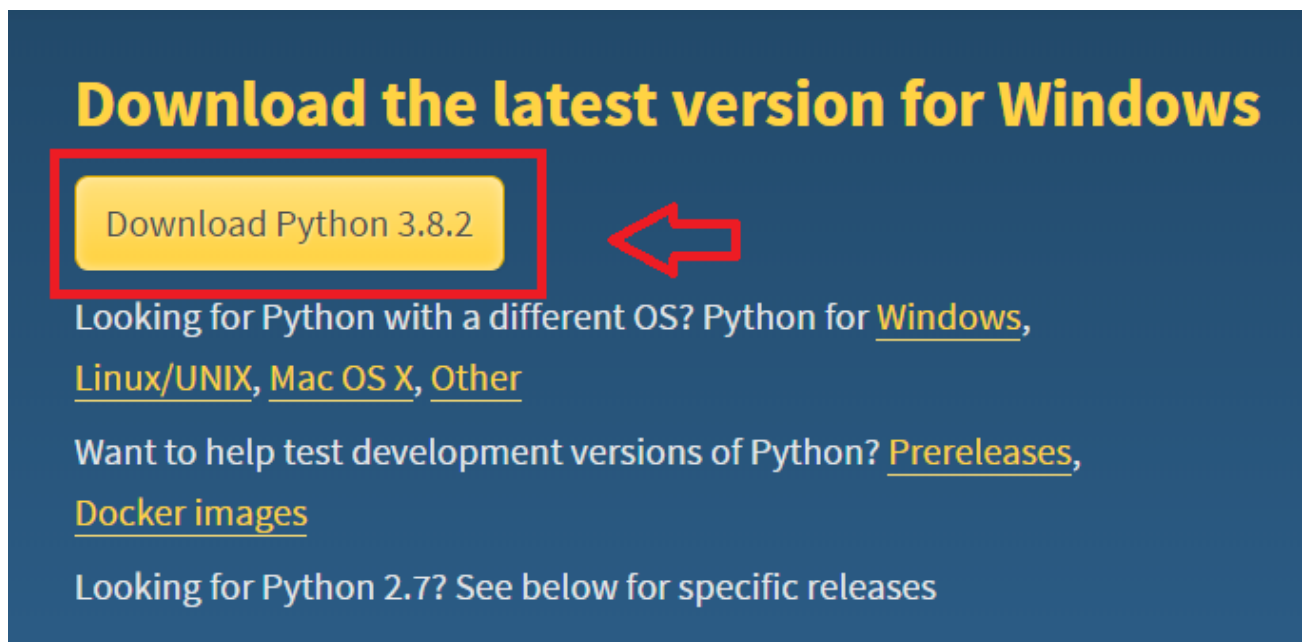 Download the latest version for Windows
Download Python 3.8.2
Looking for Python with a different OS? Python for Windows,
Linux/UNIX, Mac OS X, Other
Want to help test development versions of Python? Prereleases,
Docker images
Looking for Python 2.7? See below for specific releases